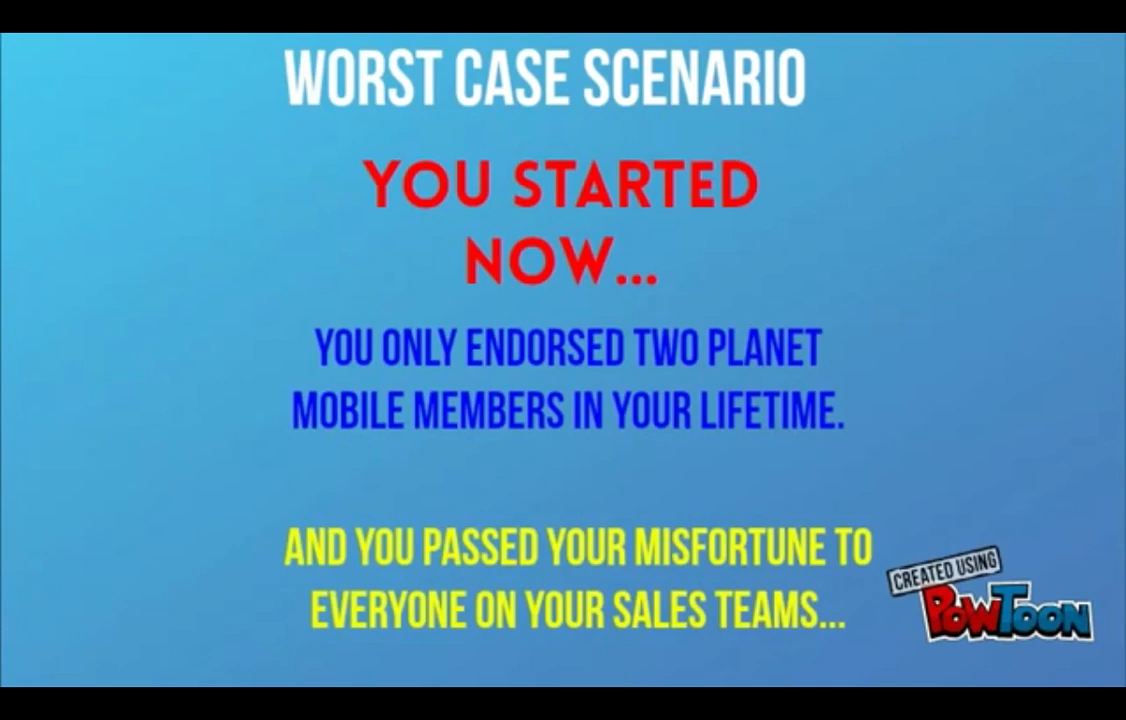 WORST CASE SCENARIO
YOU STARTED
NOW...
YOU ONLY ENDORSED TWO PLANET
MOBILE MEMBERS IN YOUR LIFETIME.
AND YOU PASSED YOUR MISFORTUNE TO
EVERYONE ON YOUR SALES TEAMS...
CREATED USING
POWTOON